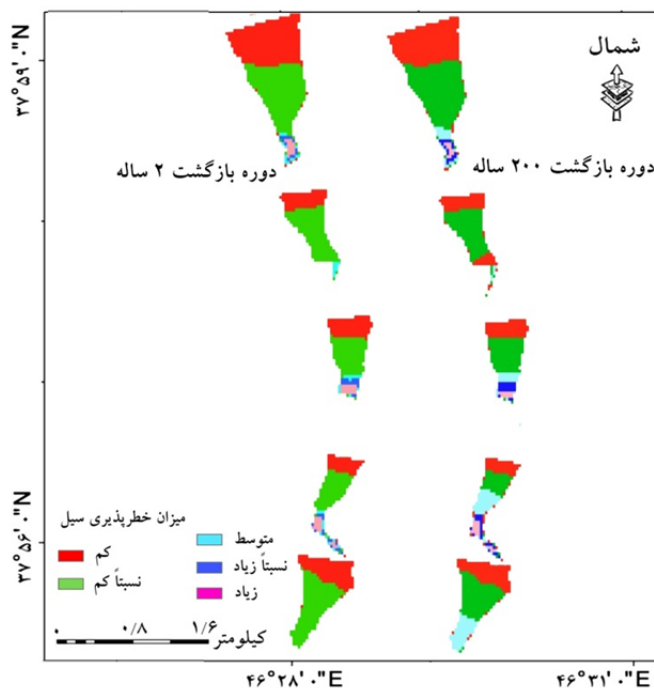 شمال
۳۷°۵۹'۰"N
دوره بازگشت ۲۰۰ ساله
دوره بازگشت ۲ ساله
۳۷°۵۶'۰"N
میزان خطرپذیری سیل
کم
نسبتاً کم
متوسط
نسبتاً زیاد
زیاد
۰ ۰/۸ ۱/۶
کیلومتر
۴۶°۲۸'۰"E
۴۶°۳۱'۰"E